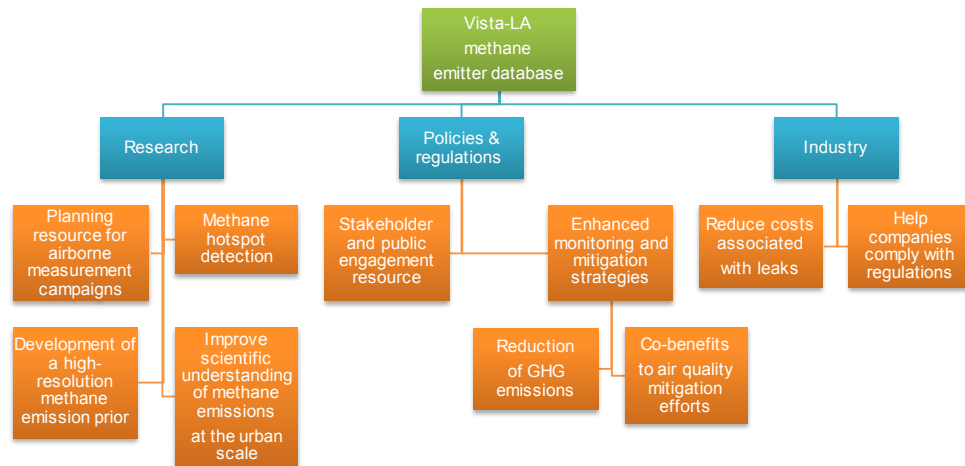 Vista-LA
methane
emitter database
Research
Policies &
regulations
Industry
Planning
resource for
airborne
measurement
campaigns
Methane
hotspot
detection
Stakeholder
and public
engagement
resource
Enhanced
monitoring and
mitigation
strategies
Reduce costs
associated
with leaks
Help
companies
comply with
regulations
Development of
a high-
resolution
methane
emission prior
Improve
scientific
understanding
of methane
emissions
at the urban
scale
Reduction
of GHG
emissions
Co-benefits
to air quality
mitigation
efforts